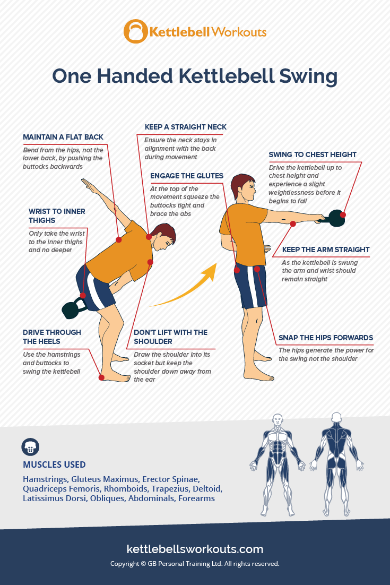 Kettlebell Workouts
One Handed Kettlebell Swing
KEEP A STRAIGHT NECK
Ensure the neck stays in
alignment with the back
during movement
MAINTAIN A FLAT BACK
Bend from the hips, not the
lower back, by pushing the
buttocks backwards
SWING TO CHEST HEIGHT
Drive the kettlebell up to
chest height and
experience a slight
weightlessness before it
begins to fall
ENGAGE THE GLUTES
At the top of the
movement squeeze the
buttocks tight and
brace the abs
WRIST TO INNER
THIGHS
Only take the wrist
to the inner thighs
and no deeper
KEEP THE ARM STRAIGHT
As the kettlebell is swung
the arm and wrist should
remain straight
DRIVE THROUGH
THE HEELS
Use the hamstrings
and buttocks to
swing the kettlebell
DON'T LIFT WITH THE
SHOULDER
Draw the shoulder into its
socket but keep the
shoulder down away from
the ear
SNAP THE HIPS FORWARDS
The hips generate the power for
the swing not the shoulder
MUSCLES USED
Hamstrings, Gluteus Maximus, Erector Spinae,
Quadriceps Femoris, Rhomboids, Trapezius, Deltoid,
Latissimus Dorsi, Obliques, Abdominals, Forearms
kettlebellsworkouts.com
Copyright © GB Personal Training Ltd. All rights reserved.